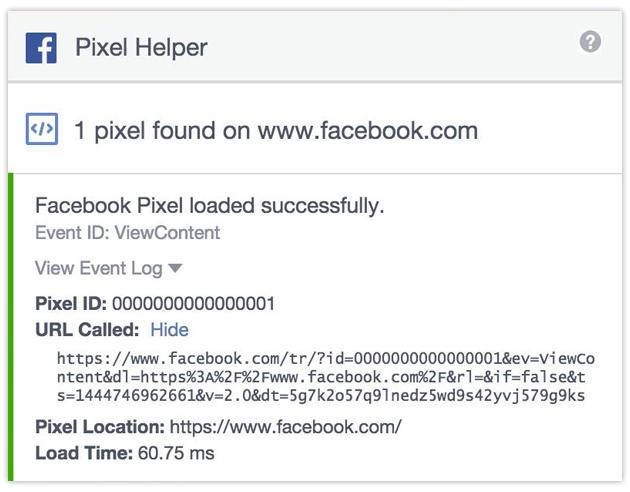 Pixel Helper
?
</> 1 pixel found on www.facebook.com
Facebook Pixel loaded successfully.
Event ID: ViewContent
View Event Log ▼
Pixel ID: 0000000000000001
URL Called: Hide
https://www.facebook.com/tr/?id=0000000000000001&ev=ViewCo
ntent&dl=https%3A%2F%2Fwww.facebook.com%2F&rl=&if=false&t
s=1444746962661&v=2.0&dt=5g7k2o57q9lnedz5wd9s42yvj579g9ks
Pixel Location: https://www.facebook.com/
Load Time: 60.75 ms